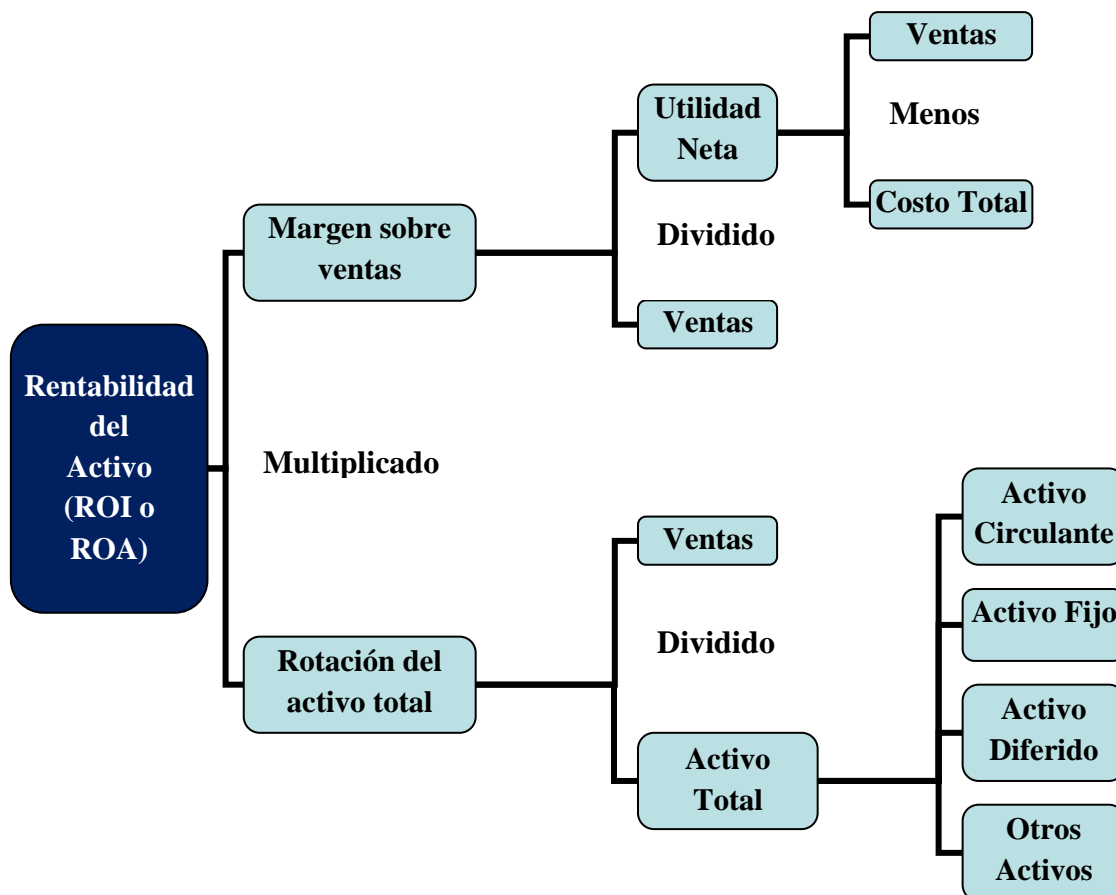 Ventas
Menos
Costo Total
Utilidad
Neta
Dividido
Ventas
Margen sobre
ventas
Rentabilidad
del
Activo
(ROI o
ROA)
Multiplicado
Ventas
Dividido
Activo
Total
Rotación del
activo total
Activo
Circulante
Activo Fijo
Activo
Diferido
Otros
Activos